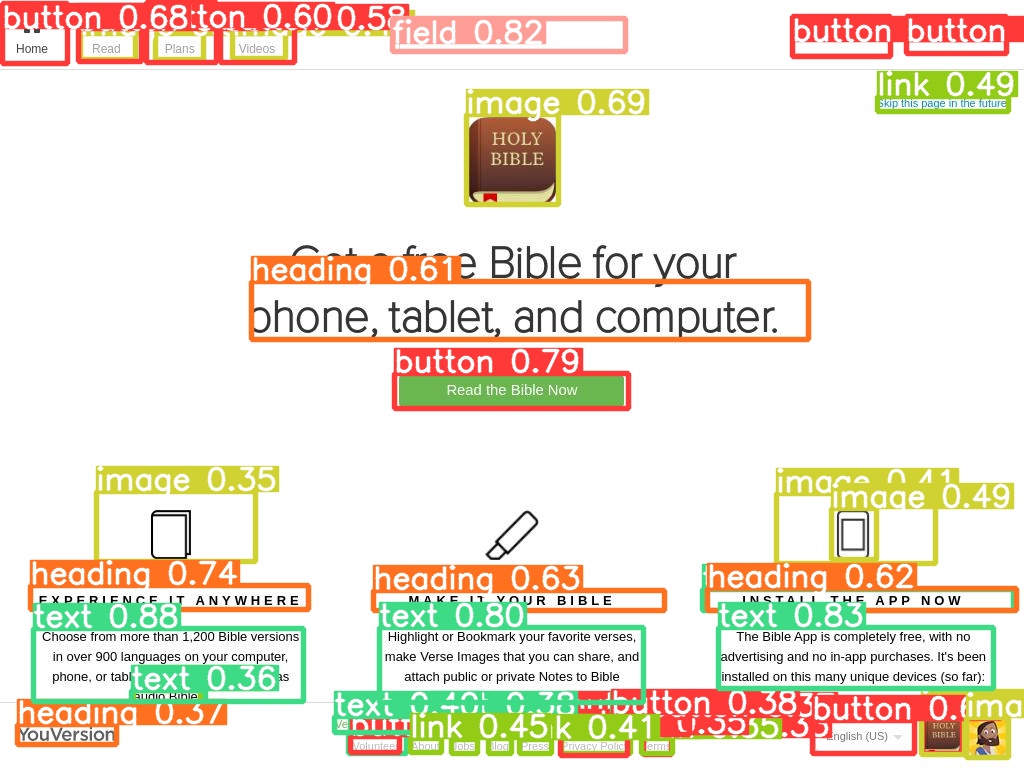 button 0.68
ton 0.60
0.58
field 0.82
button
button
Home
Read
Plans
Videos
link 0.49
Skip this page in the future
image 0.69
HOLY
BIBLE
Get a free Bible for your
heading 0.61
phone, tablet, and computer.
button 0.79
Read the Bible Now
image 0.35
image 0.41
image 0.49
heading 0.74
heading 0.63
heading 0.62
EXPERIENCE IT ANYWHERE
MAKE IT YOUR BIBLE
INSTALL THE APP NOW
text 0.88
text 0.80
text 0.83
Choose from more than 1,200 Bible versions
in over 900 languages on your computer,
phone, or
text 0.36
audio Bible
Highlight or Bookmark your favorite verses,
make Verse Images that you can share, and
attach public or private Notes to Bible
The Bible App is completely free, with no
advertising and no in-app purchases. It's been
installed on this many unique devices (so far):
heading 0.37
YouVersion
text 0.40
0.38
button 0.383
link 0.45
0.41
button
Volunteer
About
Jobs
Blog
Press
Privacy Policy
Terms
English (US)
HOLY
BIBLE
ima